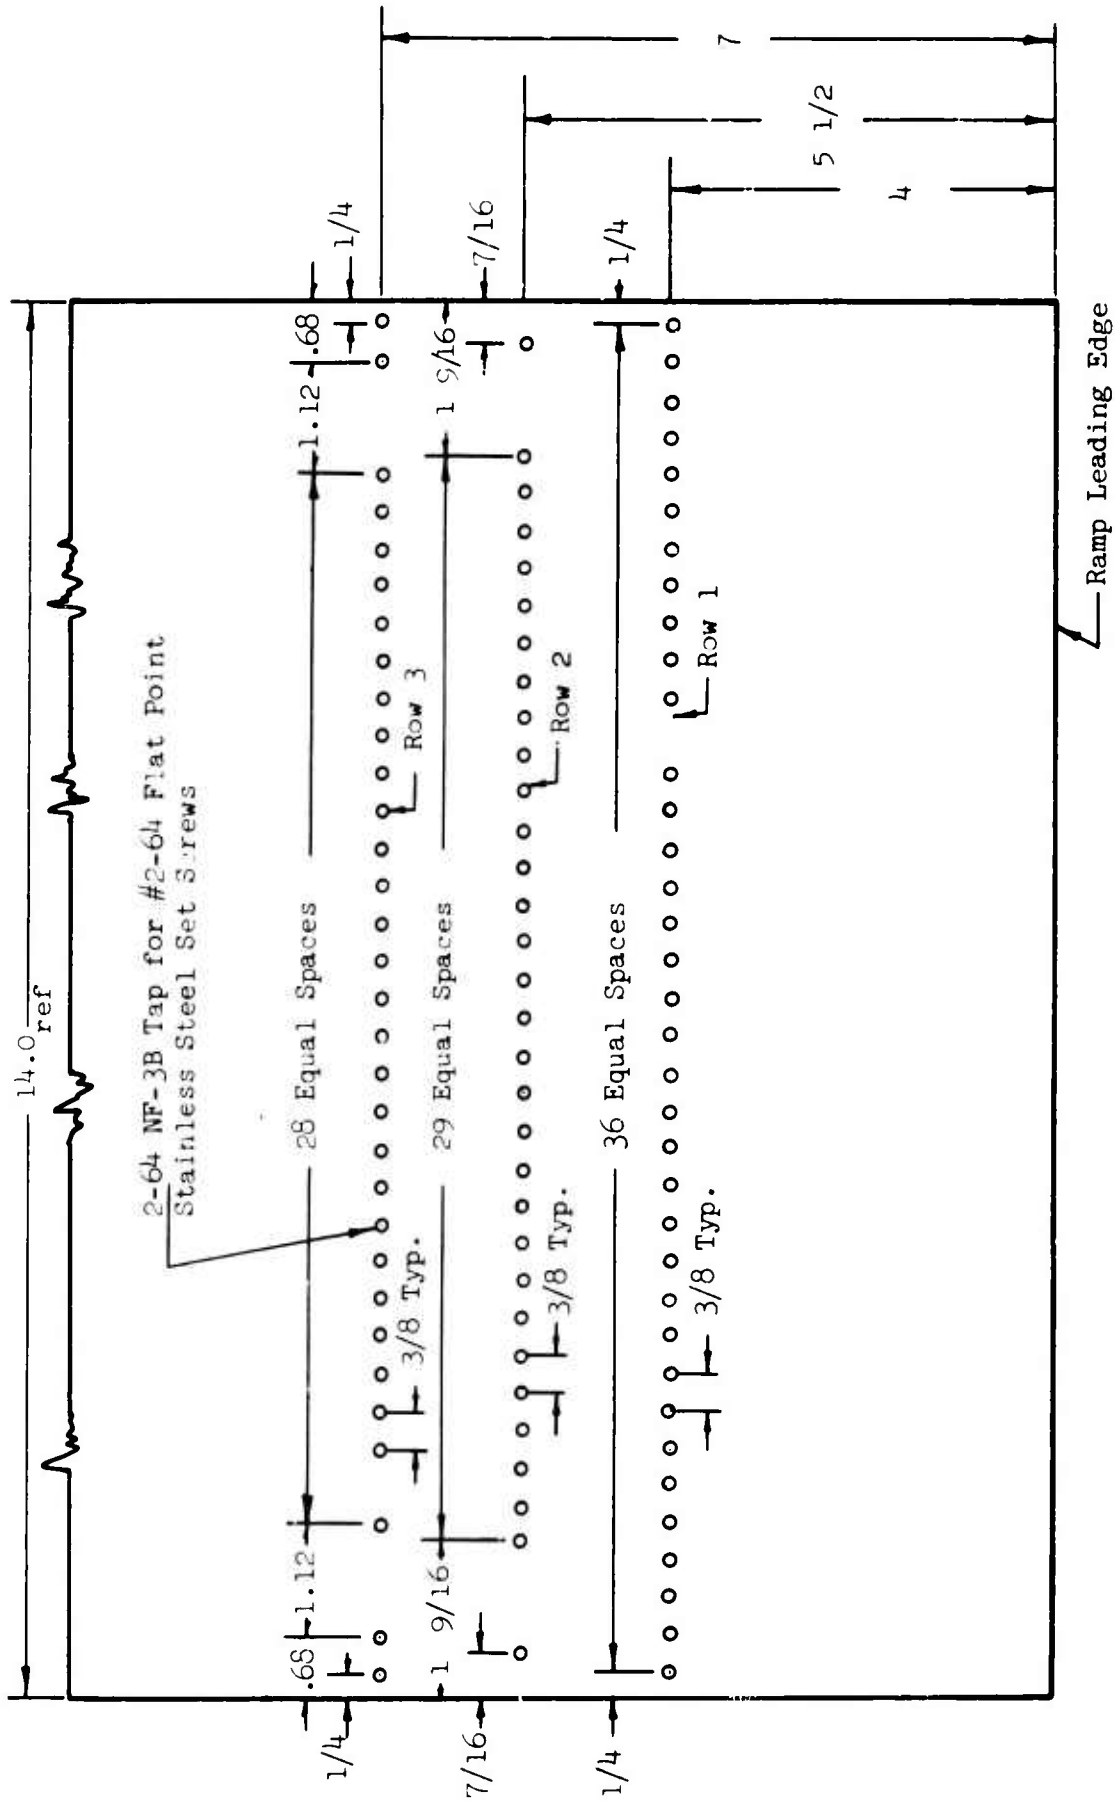 14.0
ref
2-64 NF-3B Tap for #2-64 Flat Point
Stainless Steel Set Screws
1/4
.68
1.12
28 Equal Spaces
1.12
.68
1/4
3/8 Typ.
Row 3
7/16
1 9/16
29 Equal Spaces
1 9/16
7/16
3/8 Typ.
Row 2
1/4
36 Equal Spaces
1/4
3/8 Typ.
Row 1
7
5 1/2
4
Ramp Leading Edge